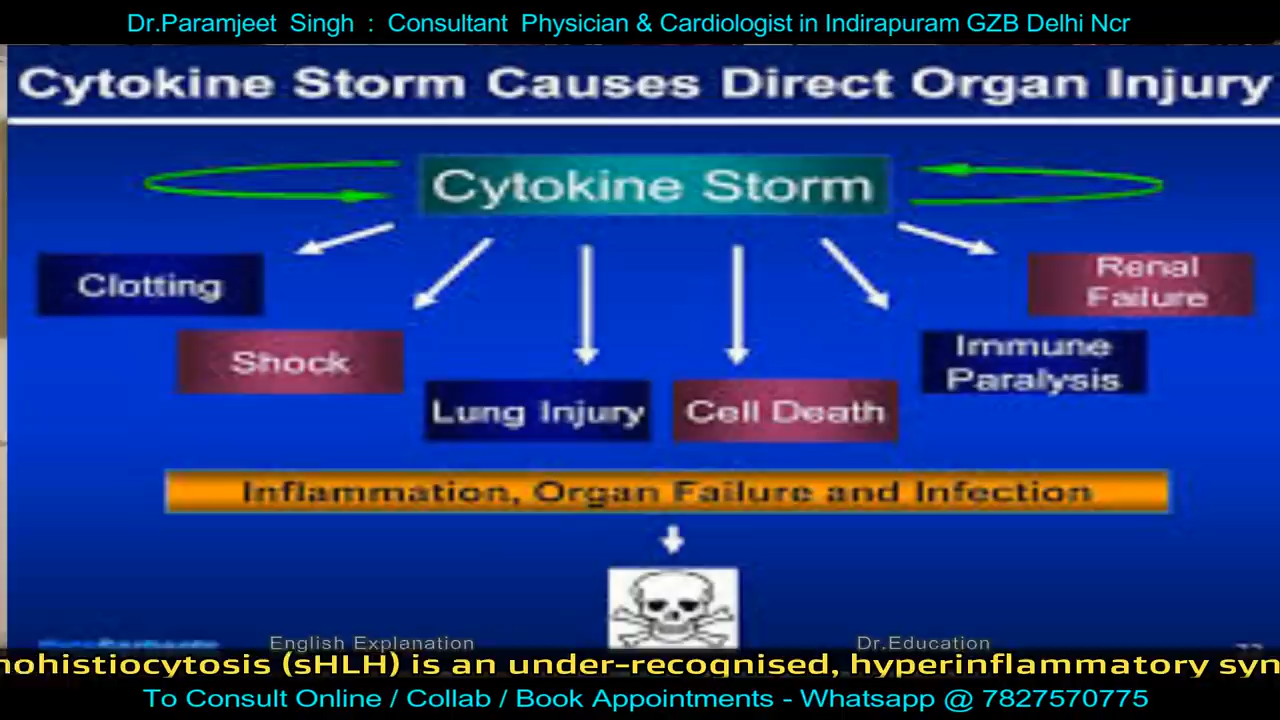 Dr.Paramjeet Singh : Consultant Physician & Cardiologist in Indirapuram GZB Delhi Ncr
Cytokine Storm Causes Direct Organ Injury
Cytokine Storm
Clotting
Renal
Failure
Shock
Immune
Paralysis
Lung Injury
Cell Death
Inflammation, Organ Failure and Infection
English Explanation
Dr.Education
nohistiocytosis (sHLH) is an under-recognised, hyperinflammatory syn
To Consult Online / Collab / Book Appointments - Whatsapp @ 7827570775